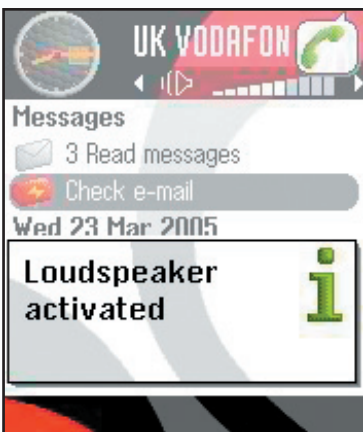 UK VODAFON
Messages
3 Read messages
Check e-mail
Wed 23 Mar 2005
Loudspeaker
activated